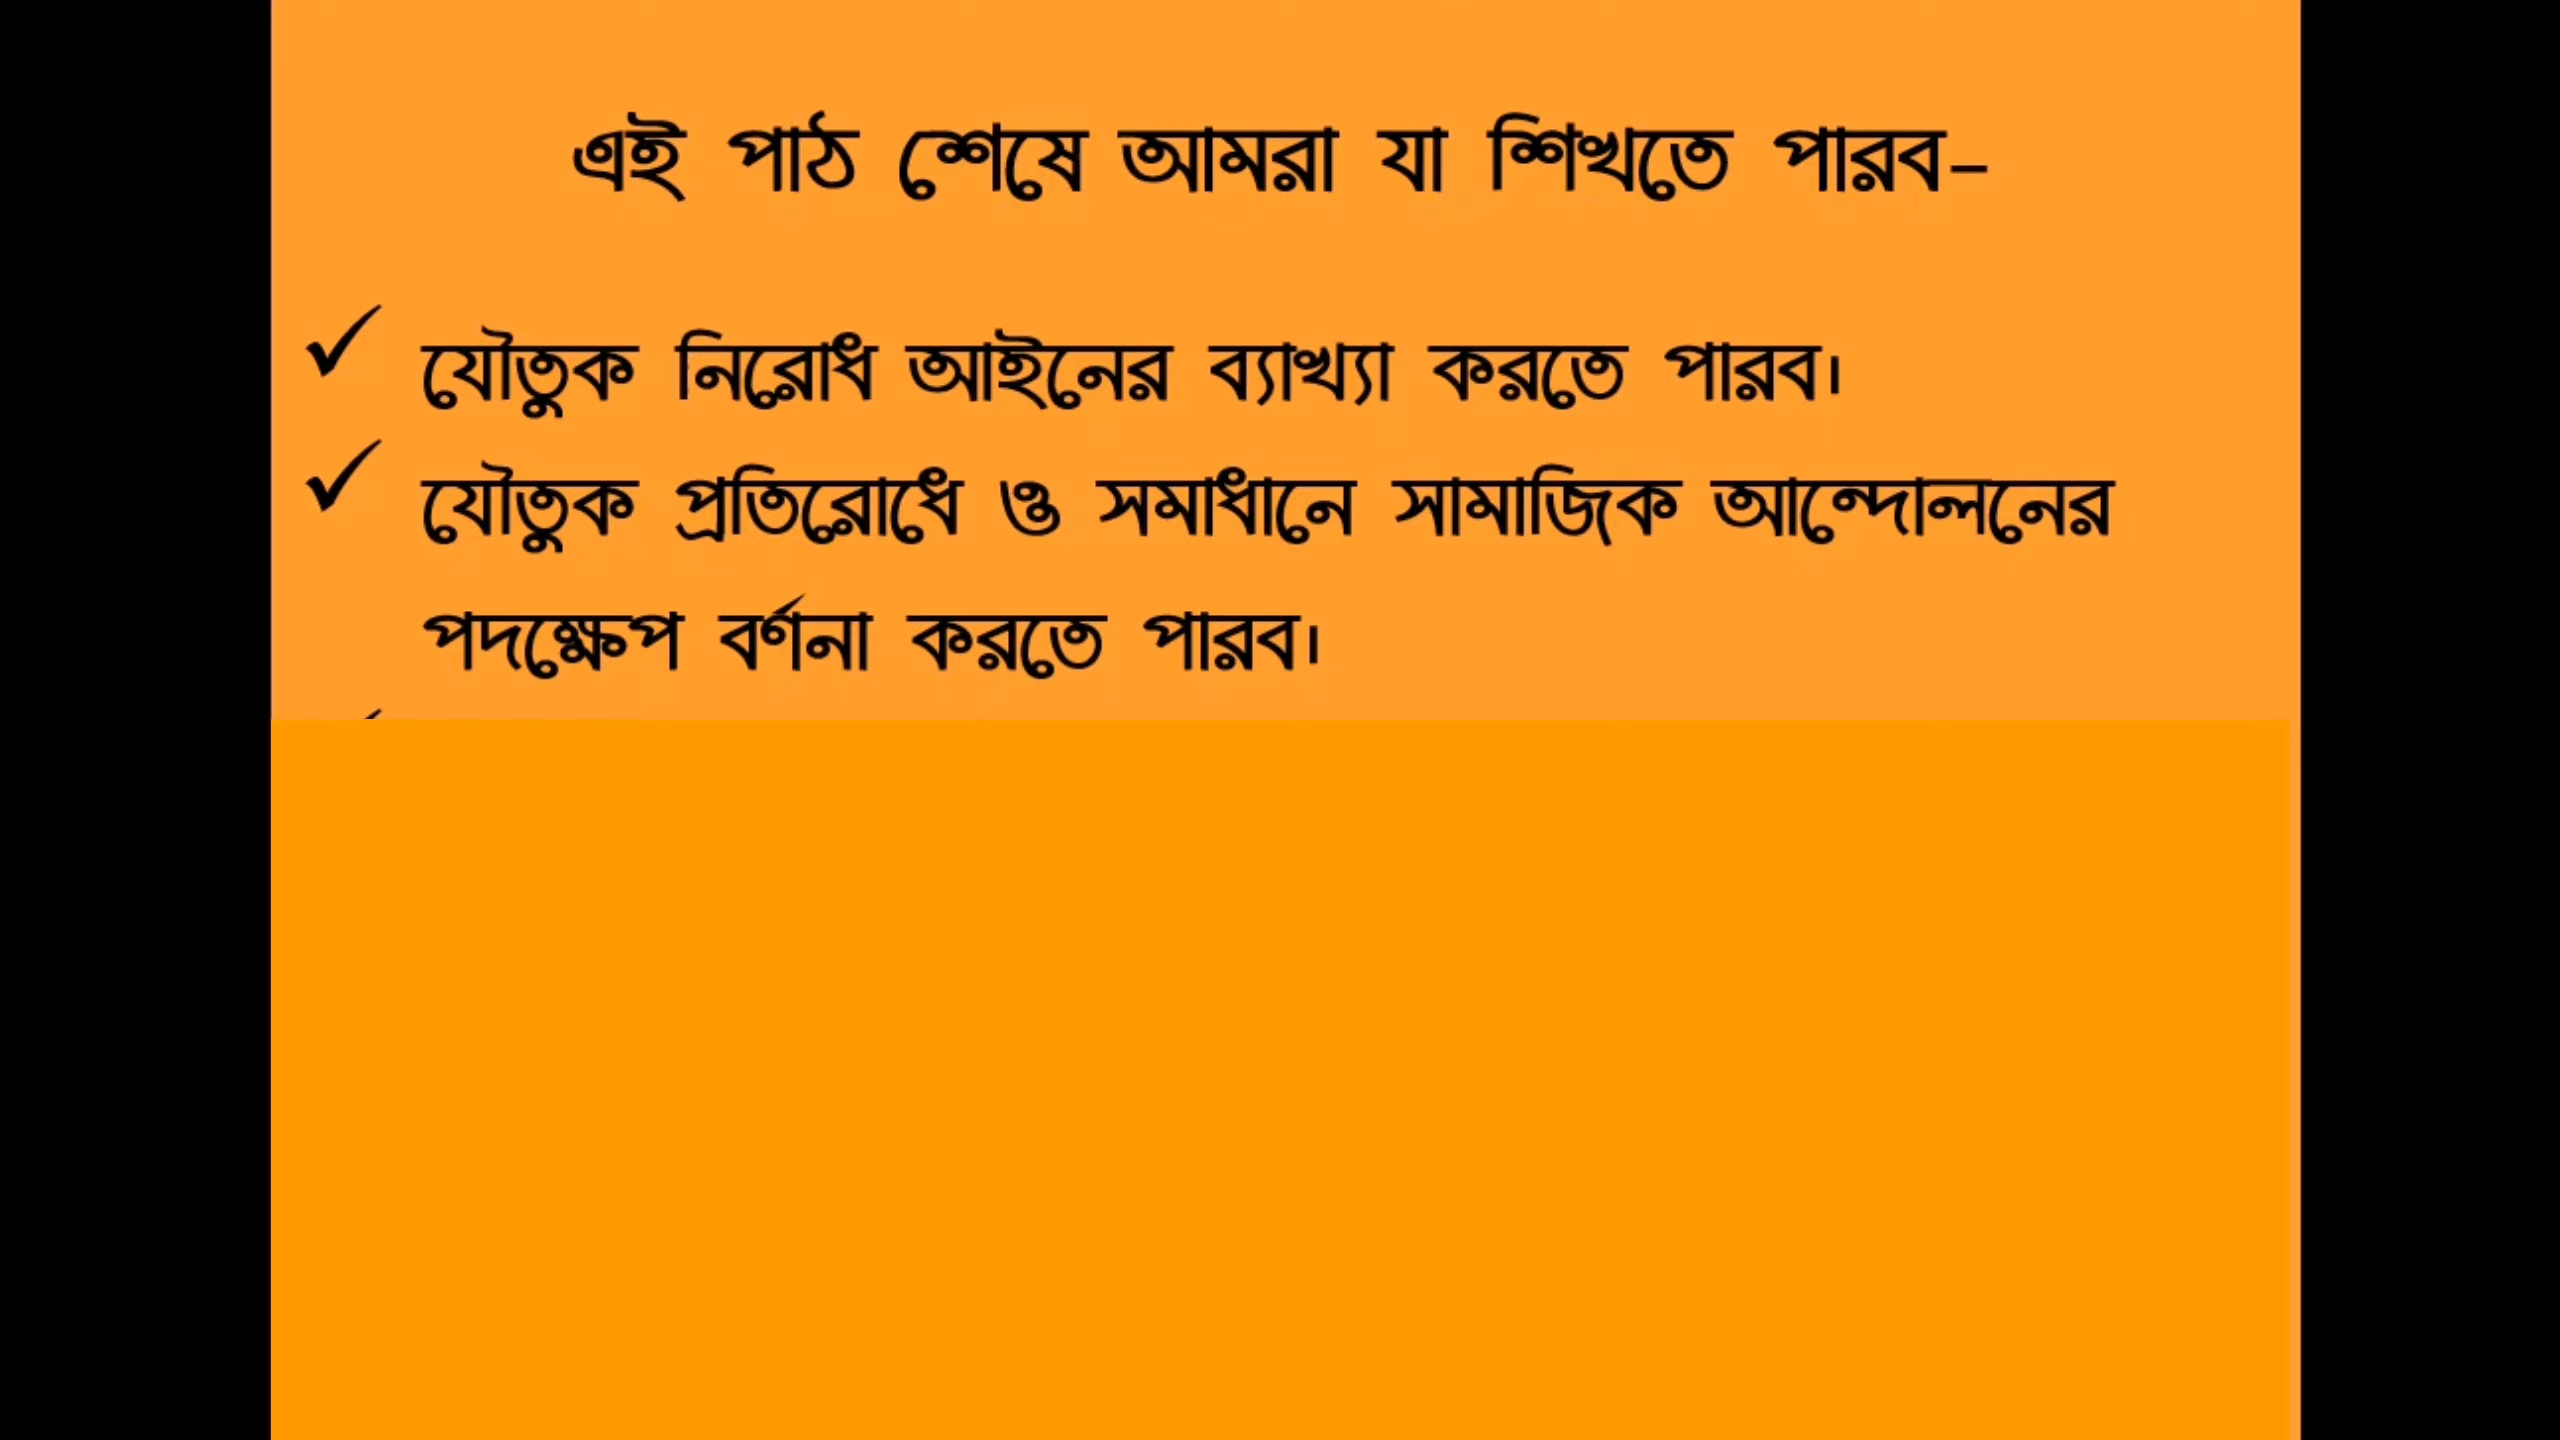 এই পাঠ শেষে আমরা যা শিখতে পারব-
✓ যৌতুক নিরোধ আইনের ব্যাখ্যা করতে পারব।
✓ যৌতুক প্রতিরোধে ও সমাধানে সামাজিক আন্দোলনের
পদক্ষেপ বর্ণনা করতে পারব।